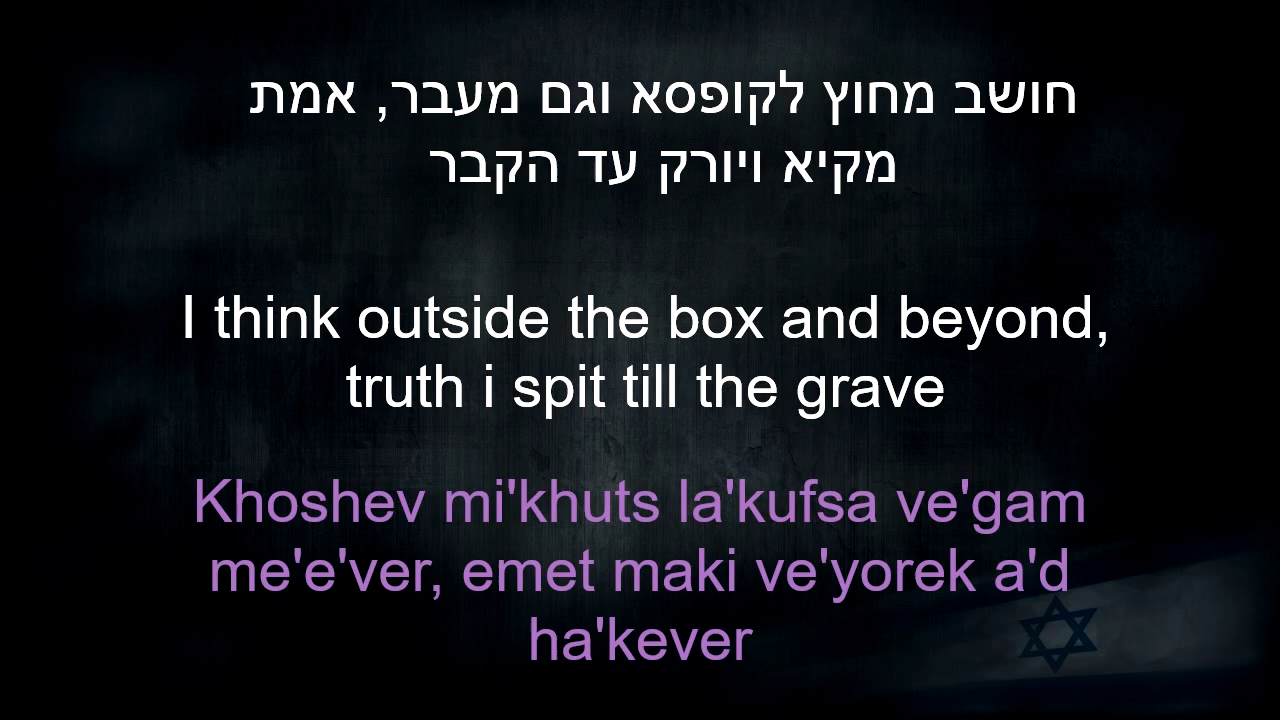 חושב מחוץ לקופסא וגם מעבר, אמת
מקיא ויורק עד הקבר
I think outside the box and beyond,
truth i spit till the grave
Khoshev mi'khuts la'kufsa ve'gam
me'e'ver, emet maki ve'yorek a'd
ha'kever